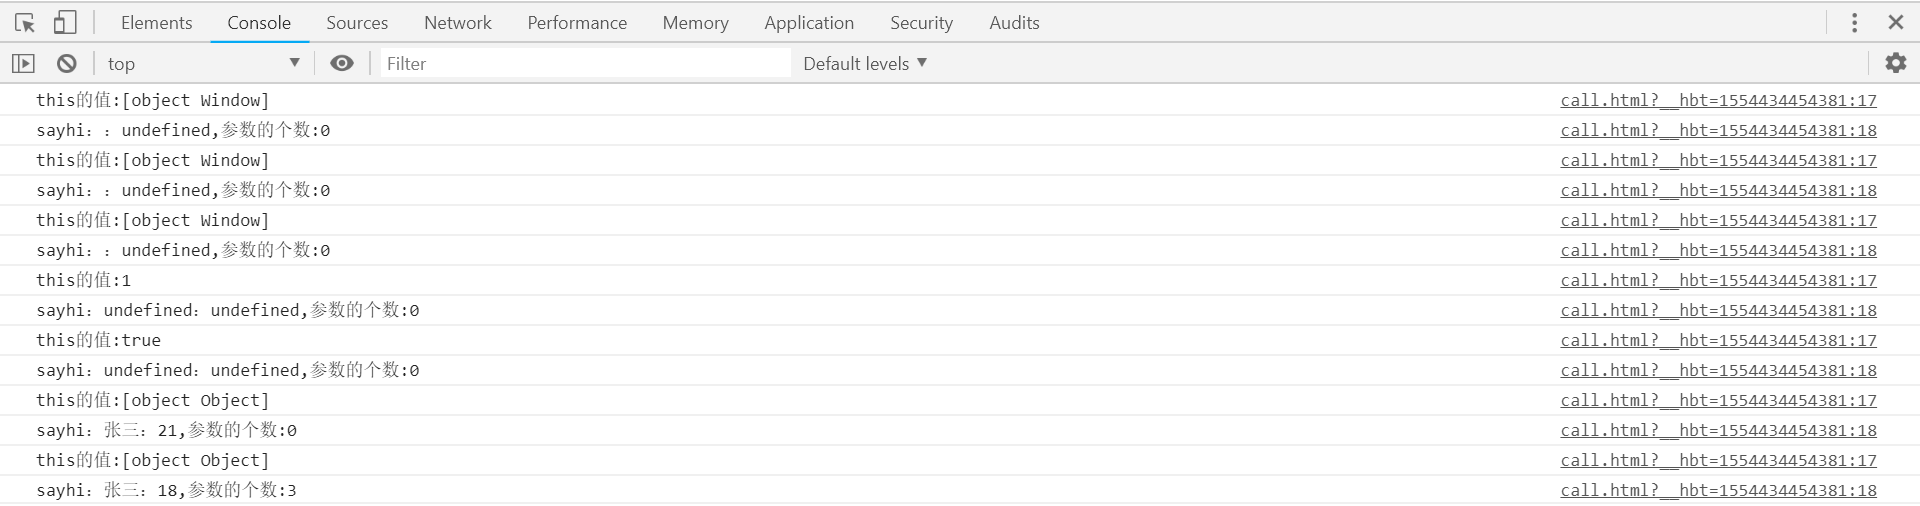 Elements Console Sources Network Performance Memory Application Security Audits
top Filter Default levels
this的值:[object Window] call.html?__hbt=1554434454381:17
sayhi：：undefined,参数的个数:0 call.html?__hbt=1554434454381:18
this的值:[object Window] call.html?__hbt=1554434454381:17
sayhi：：undefined,参数的个数:0 call.html?__hbt=1554434454381:18
this的值:[object Window] call.html?__hbt=1554434454381:17
sayhi：：undefined,参数的个数:0 call.html?__hbt=1554434454381:18
this的值:1 call.html?__hbt=1554434454381:17
sayhi：undefined：undefined,参数的个数:0 call.html?__hbt=1554434454381:18
this的值:true call.html?__hbt=1554434454381:17
sayhi：undefined：undefined,参数的个数:0 call.html?__hbt=1554434454381:18
this的值:[object Object] call.html?__hbt=1554434454381:17
sayhi：张三：21,参数的个数:0 call.html?__hbt=1554434454381:18
this的值:[object Object] call.html?__hbt=1554434454381:17
sayhi：张三：18,参数的个数:3 call.html?__hbt=1554434454381:18